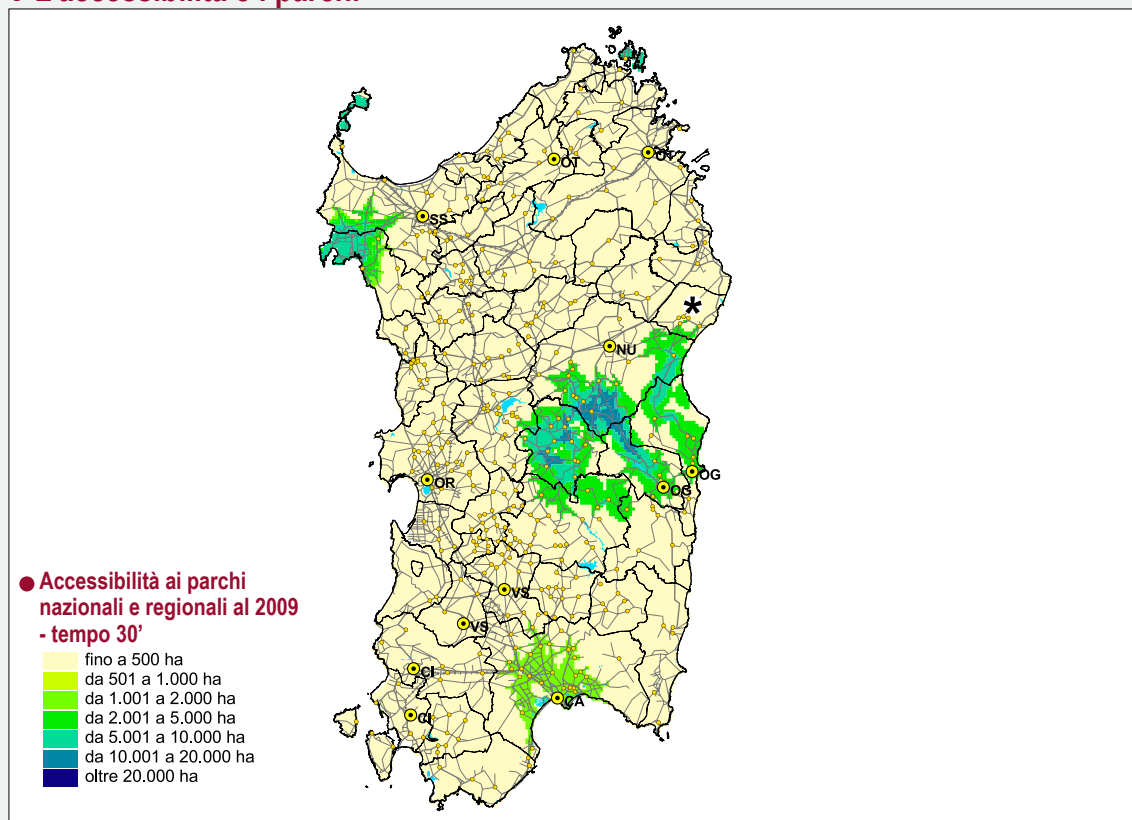 OT
OT
SS
*
NU
OR
OG
OG
VS
VS
CI
CI
CA
● Accessibilità ai parchi
nazionali e regionali al 2009
- tempo 30'
fino a 500 ha
da 501 a 1.000 ha
da 1.001 a 2.000 ha
da 2.001 a 5.000 ha
da 5.001 a 10.000 ha
da 10.001 a 20.000 ha
oltre 20.000 ha